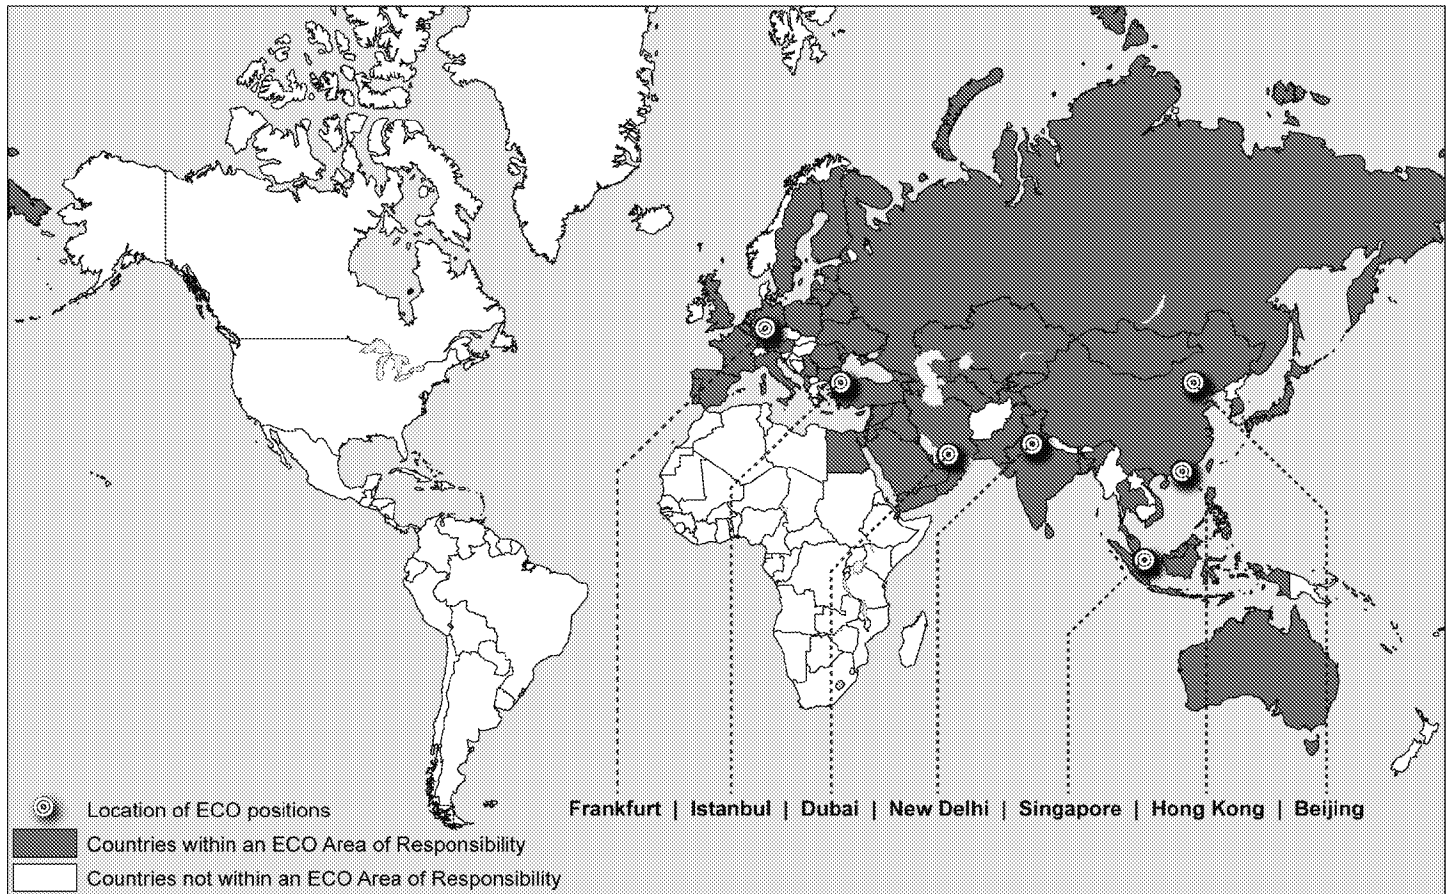 Frankfurt | Istanbul | Dubai | New Delhi | Singapore | Hong Kong | Beijing
Location of ECO positions
Countries within an ECO Area of Responsibility
Countries not within an ECO Area of Responsibility